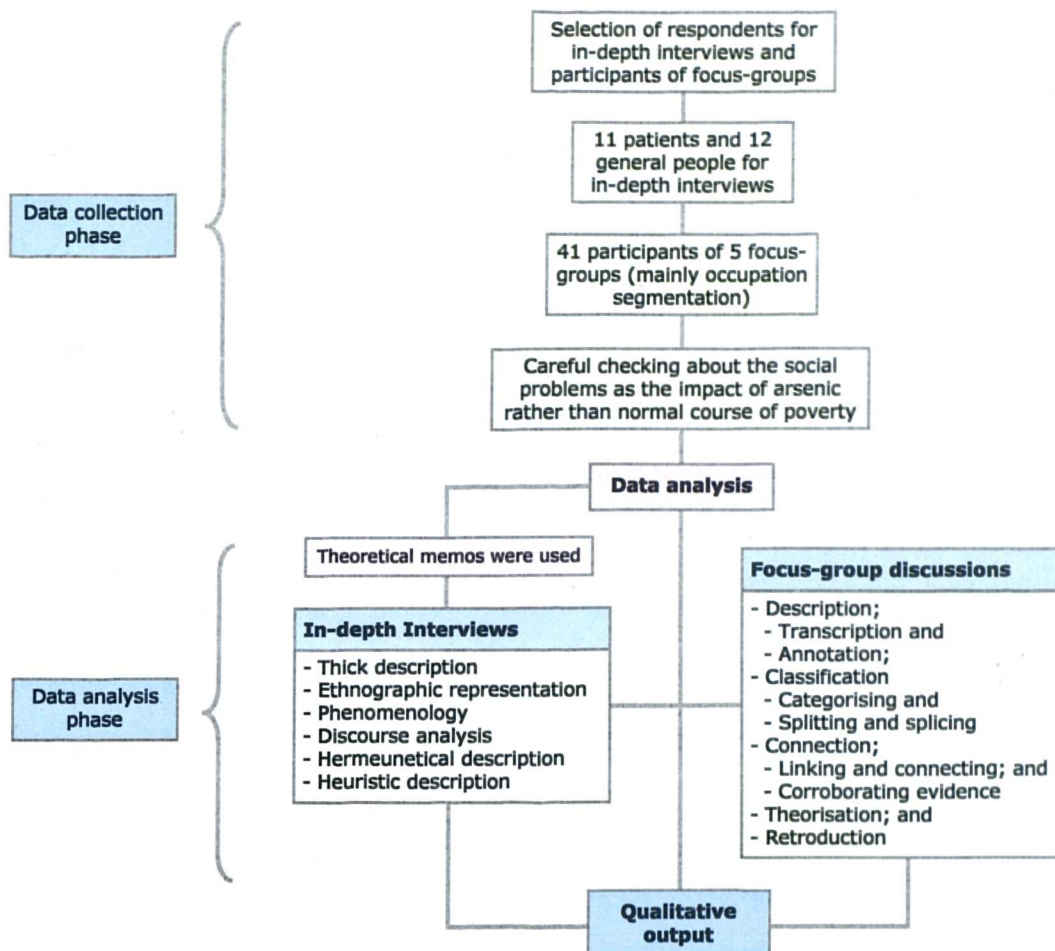 Selection of respondents for
in-depth interviews and
participants of focus-groups
11 patients and 12
general people for
in-depth interviews
Data collection
phase
41 participants of 5 focus-
groups (mainly occupation
segmentation)
Careful checking about the social
problems as the impact of arsenic
rather than normal course of poverty
Data analysis
Theoretical memos were used
In-depth Interviews
- Thick description
- Ethnographic representation
- Phenomenology
- Discourse analysis
- Hermeunetical description
- Heuristic description
Focus-group discussions
- Description;
- Transcription and
- Annotation;
- Classification
- Categorising and
- Splitting and splicing
- Connection;
- Linking and connecting; and
- Corroborating evidence
- Theorisation; and
- Retroduction
Data analysis
phase
Qualitative
output